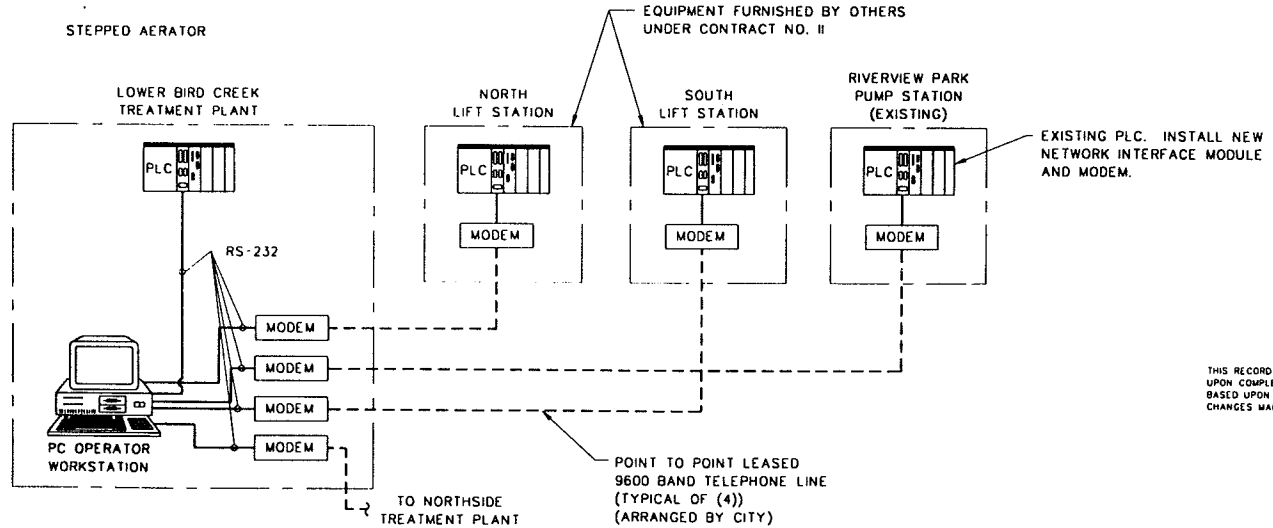 STEPPED AERATOR
EQUIPMENT FURNISHED BY OTHERS
UNDER CONTRACT NO. II
LOWER BIRD CREEK
TREATMENT PLANT
NORTH
LIFT STATION
SOUTH
LIFT STATION
RIVERVIEW PARK
PUMP STATION
(EXISTING)
EXISTING PLC. INSTALL NEW
NETWORK INTERFACE MODULE
AND MODEM.
PLC
PLC
PLC
PLC
MODEM
MODEM
MODEM
RS-232
MODEM
MODEM
MODEM
MODEM
PC OPERATOR
WORKSTATION
TO NORTHSIDE
TREATMENT PLANT
POINT TO POINT LEASED
9600 BAND TELEPHONE LINE
(TYPICAL OF (4))
(ARRANGED BY CITY)
THIS RECORD
UPON COMPLE
BASED UPON
CHANGES MA